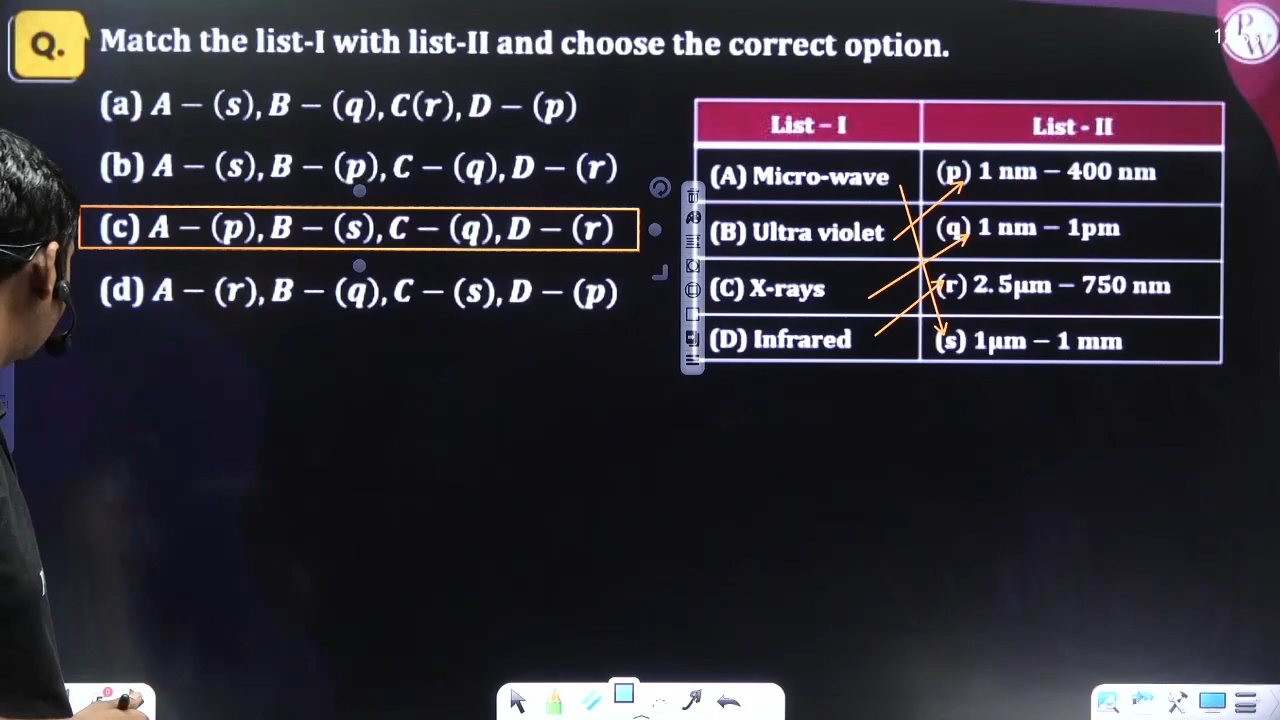 Q. Match the list-I with list-II and choose the correct option.
(a) A – (s), B – (q), C(r), D – (p)
(b) A – (s), B – (p), C – (q), D – (r)
(c) A – (p), B – (s), C – (q), D – (r)
(d) A – (r), B – (q), C – (s), D – (p)
List – I List - II
(A) Micro-wave (p) 1 nm – 400 nm
(B) Ultra violet (q) 1 nm – 1pm
(C) X-rays (r) 2.5μm – 750 nm
(D) Infrared (s) 1μm – 1 mm
P
W